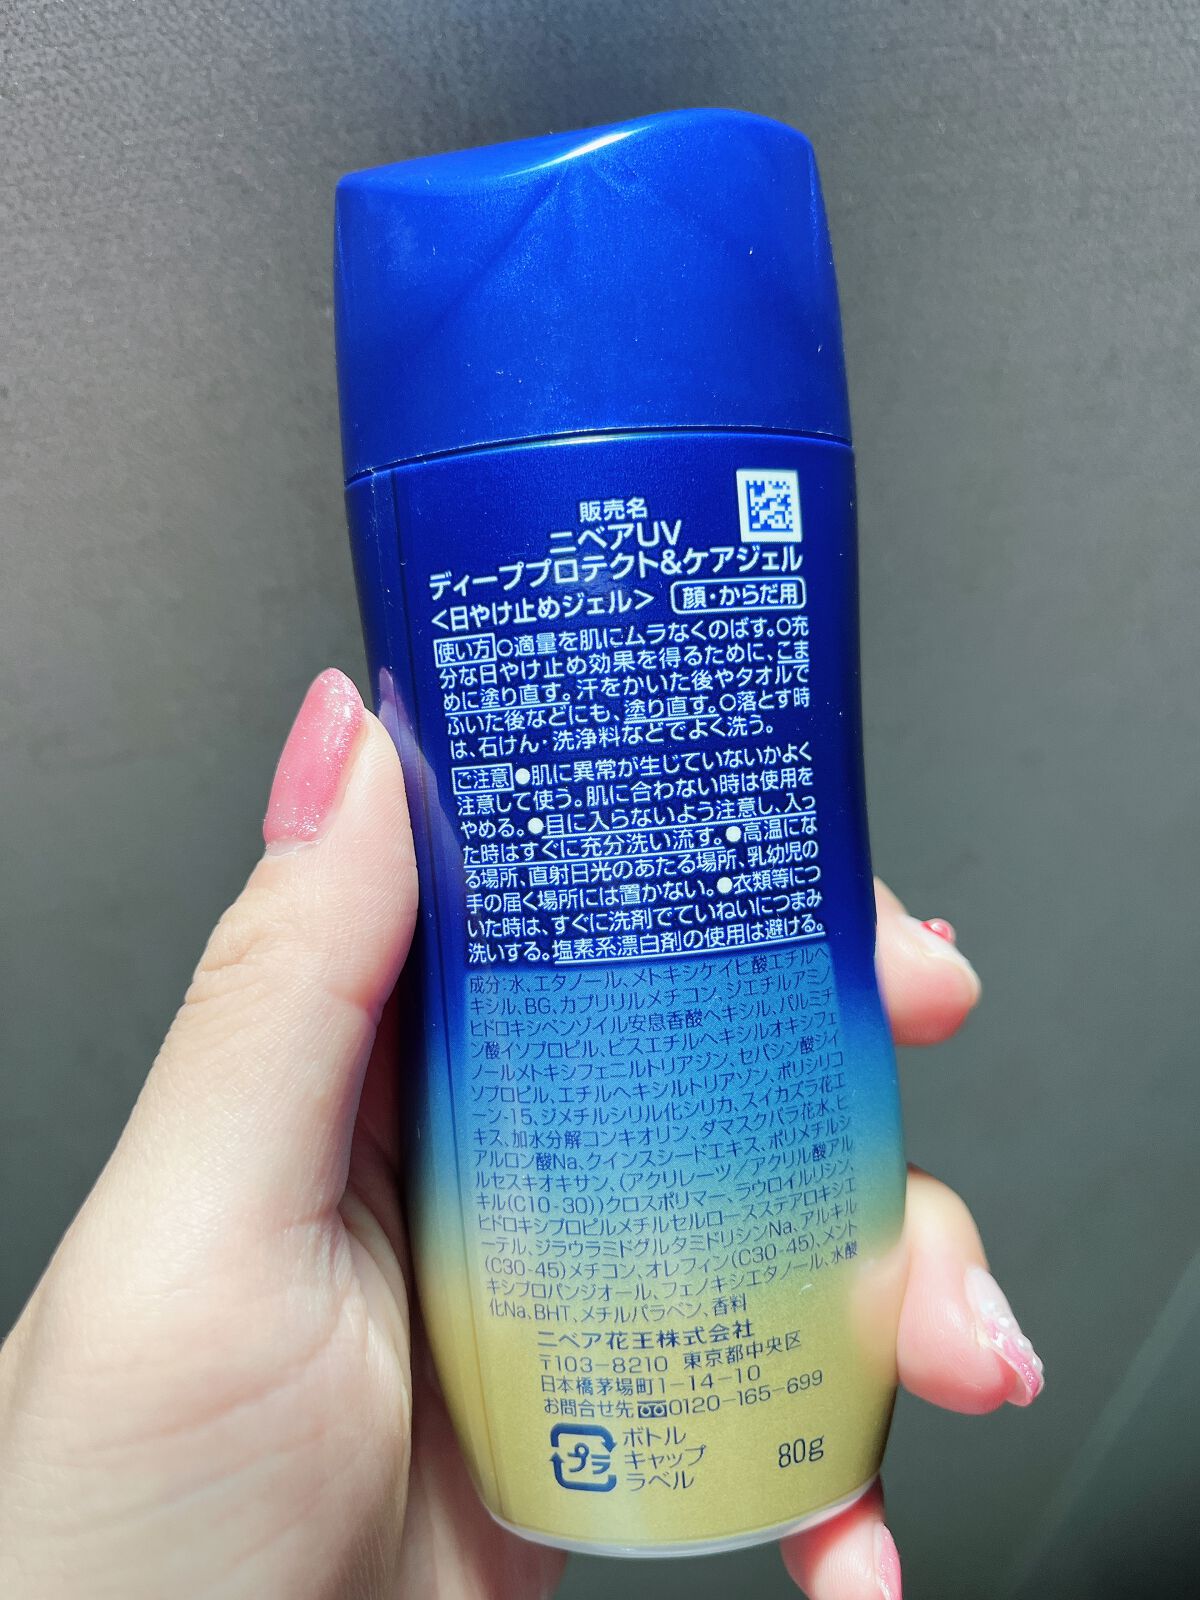 販売名
ニベアUV
ディーププロテクト&ケアジェル
<日やけ止めジェル> 顔・からだ用
使い方 ○適量を肌にムラなくのばす。○充
分な日やけ止め効果を得るために、こま
めに塗り直す。汗をかいた後やタオルで
ふいた後などにも、塗り直す。○落とす時
は、石けん・洗浄料などでよく洗う。
ご注意 ●肌に異常が生じていないかよく
注意して使う。肌に合わない時は使用を
やめる。●目に入らないよう注意し、入っ
た時はすぐに充分洗い流す。●高温にな
る場所、直射日光のあたる場所、乳幼児の
手の届く場所には置かない。●衣類等につ
いた時は、すぐに洗剤でていねいにつまみ
洗いする。塩素系漂白剤の使用は避ける。
成分:水、エタノール、メトキシケイヒ酸エチルヘ
キシル、BG、カプリリルメチコン、ジエチルアミノ
ヒドロキシベンゾイル安息香酸ヘキシル、パルミチ
ン酸イソプロピル、ビスエチルヘキシルオキシフェ
ノールメトキシフェニルトリアジン、セバシン酸ジイ
ソプロピル、エチルヘキシルトリアゾン、ポリシリコ
ーン-15、ジメチルシリル化シリカ、スイカズラ花エ
キス、加水分解コンキオリン、ダマスクバラ花水、ヒ
アルロン酸Na、クインスシードエキス、ポリメチルシ
ルセスキオキサン、(アクリレーツ/アクリル酸アル
キル(C10-30))クロスポリマー、ラウロイルリシン、
ヒドロキシプロピルメチルセルロースステアロキシエ
ーテル、ジラウラミドグルタミドリシンNa、アルキル
(C30-45)メチコン、オレフィン(C30-45)、メント
キシプロパンジオール、フェノキシエタノール、水酸
化Na、BHT、メチルパラベン、香料
ニベア花王株式会社
〒103-8210 東京都中央区
日本橋茅場町1-14-10
お問合せ先 0120-165-699
プラ ボトル
キャップ
ラベル
80g